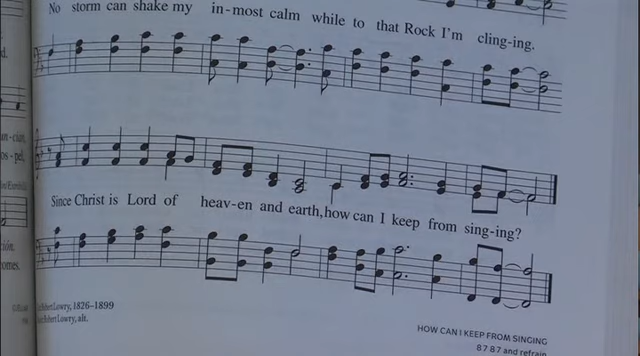 No storm can shake my in-most calm while to that Rock I'm cling-ing.
Since Christ is Lord of heav-en and earth, how can I keep from sing-ing?
Robert Lowry, 1826–1899
Robert Lowry, alt.
HOW CAN I KEEP FROM SINGING
8 7 8 7 and refrain